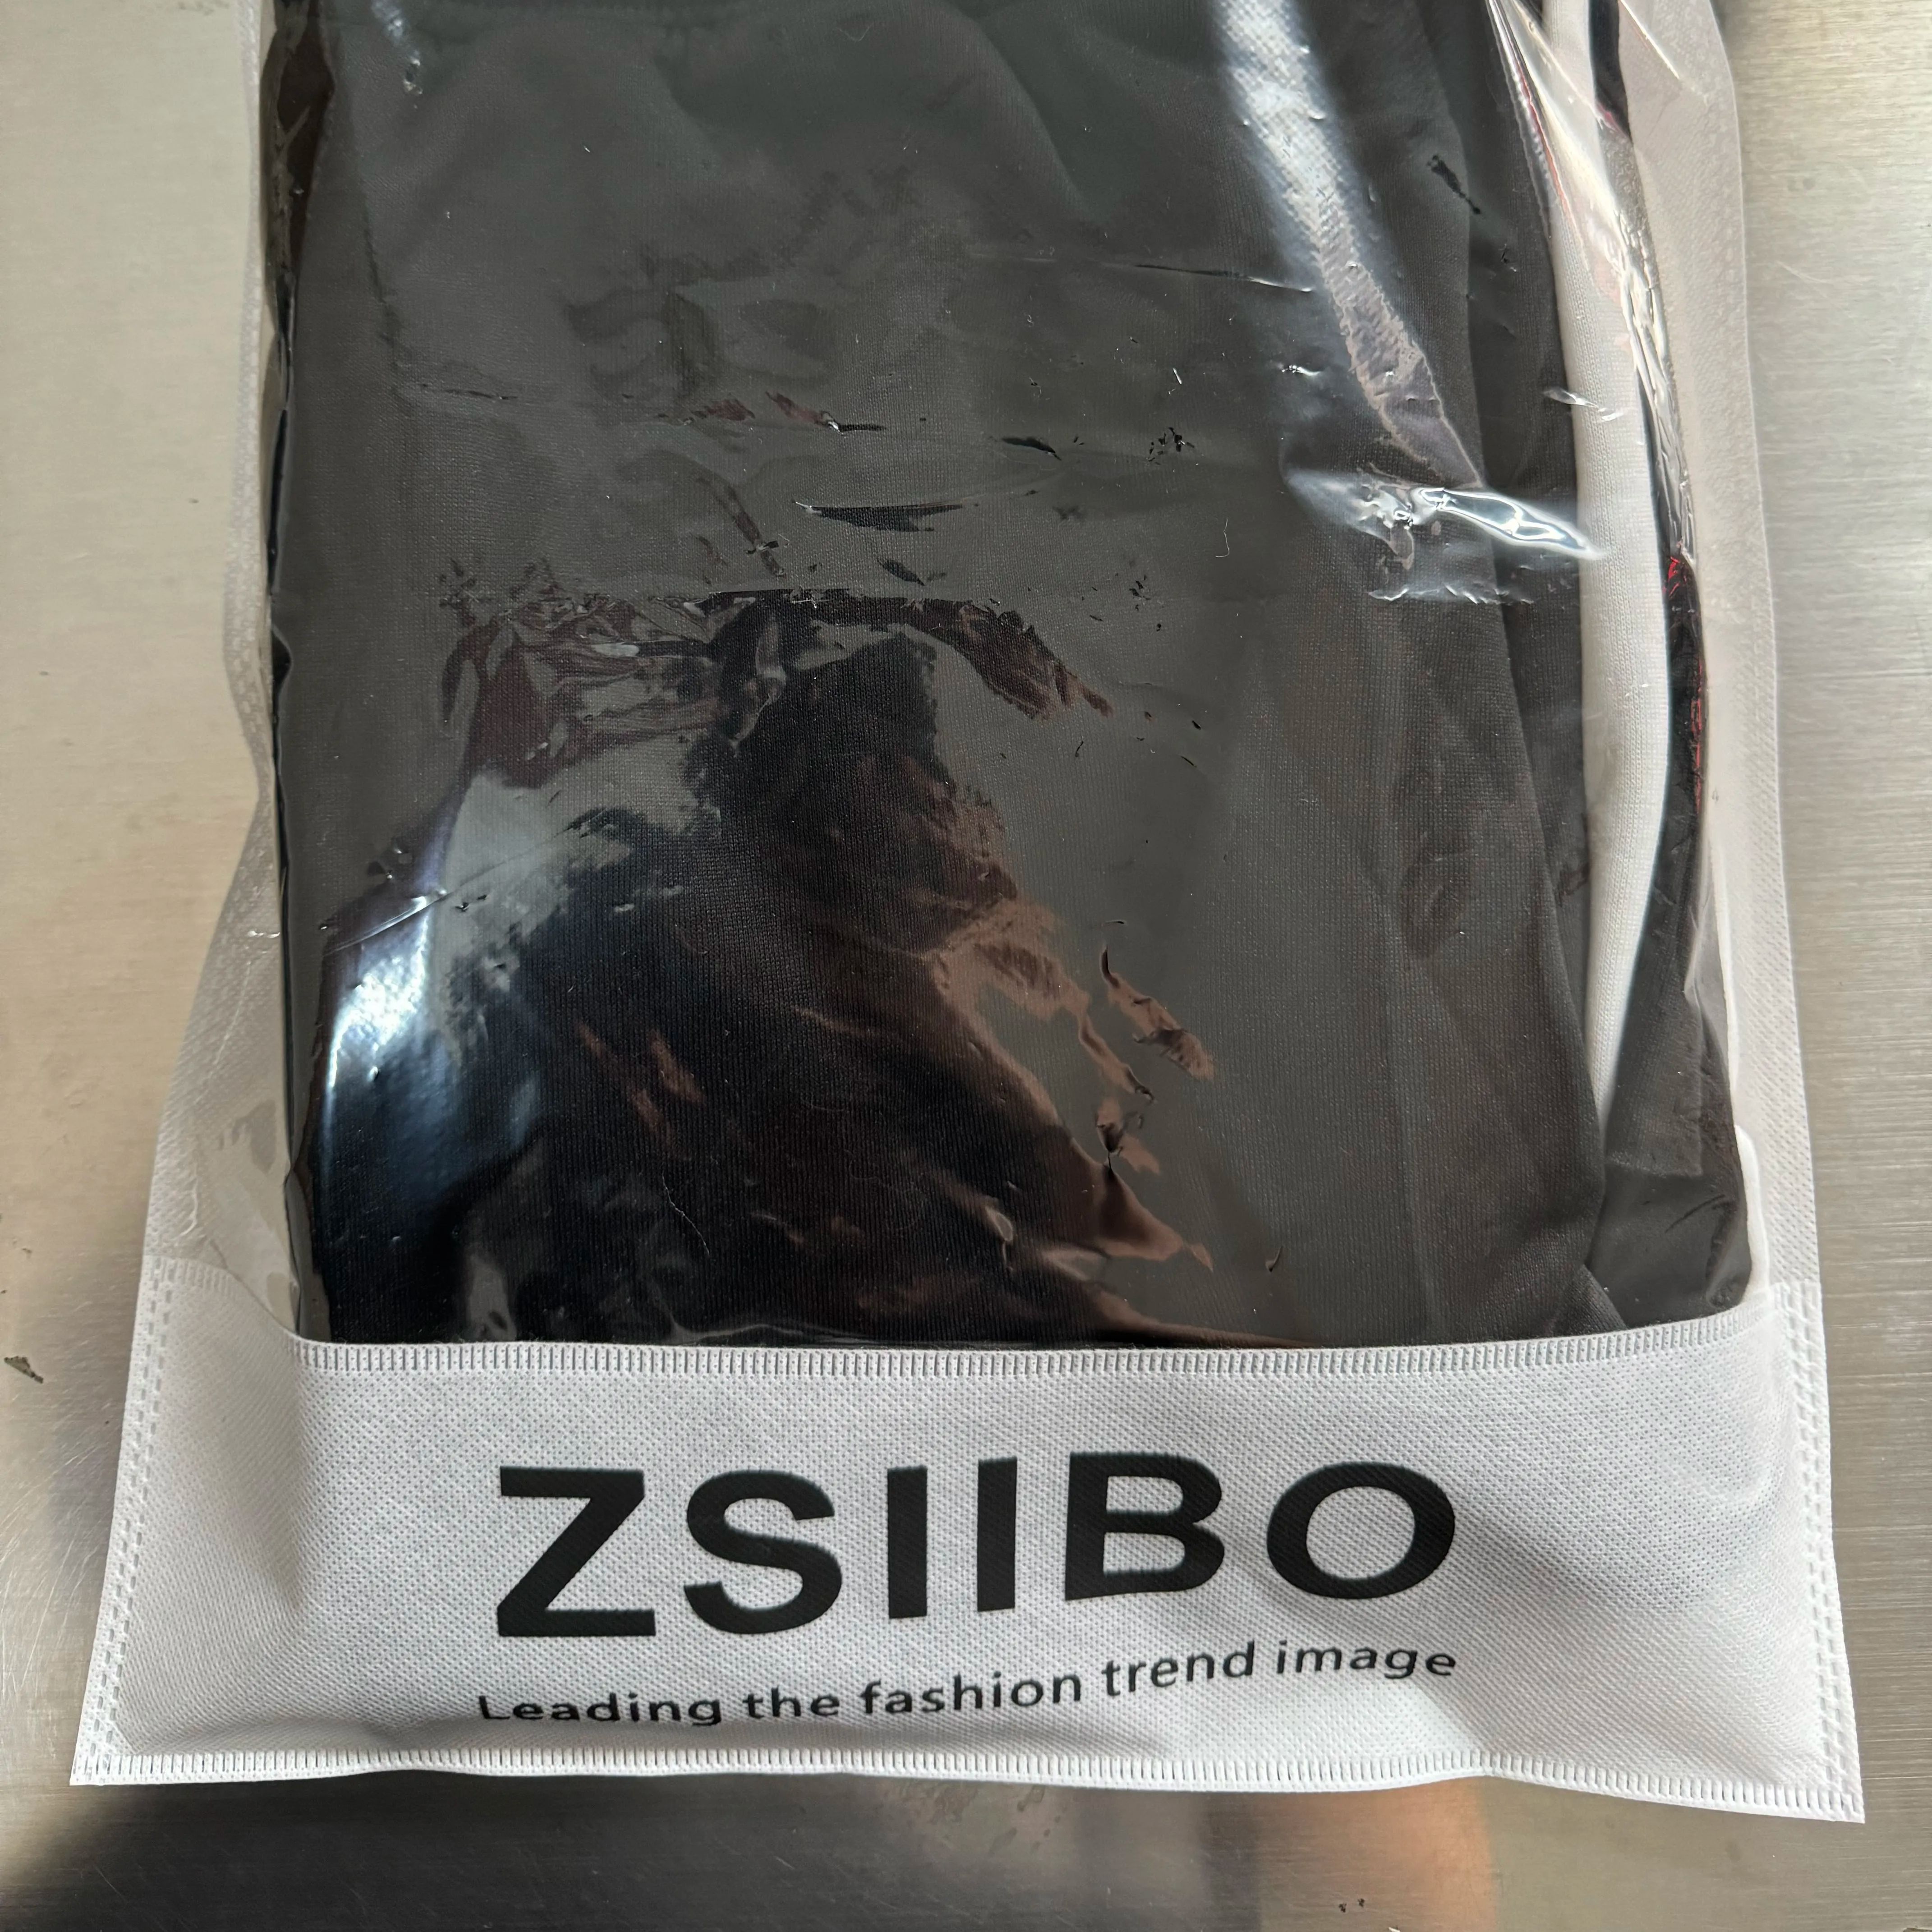 ZSIIBO
Leading the fashion trend image